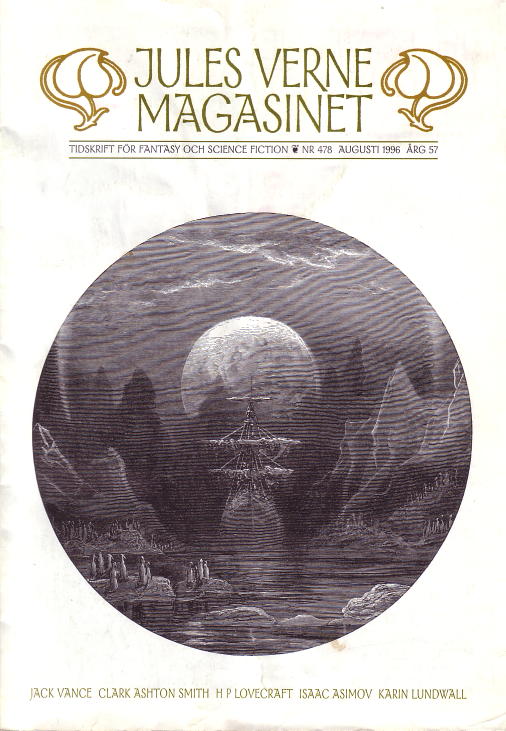 JULES VERNE
MAGASINET
TIDSKRIFT FÖR FANTASY OCH SCIENCE FICTION ❦ NR 478 AUGUSTI 1996 ÅRG 57
JACK VANCE CLARK ASHTON SMITH H P LOVECRAFT ISAAC ASIMOV KARIN LUNDWALL